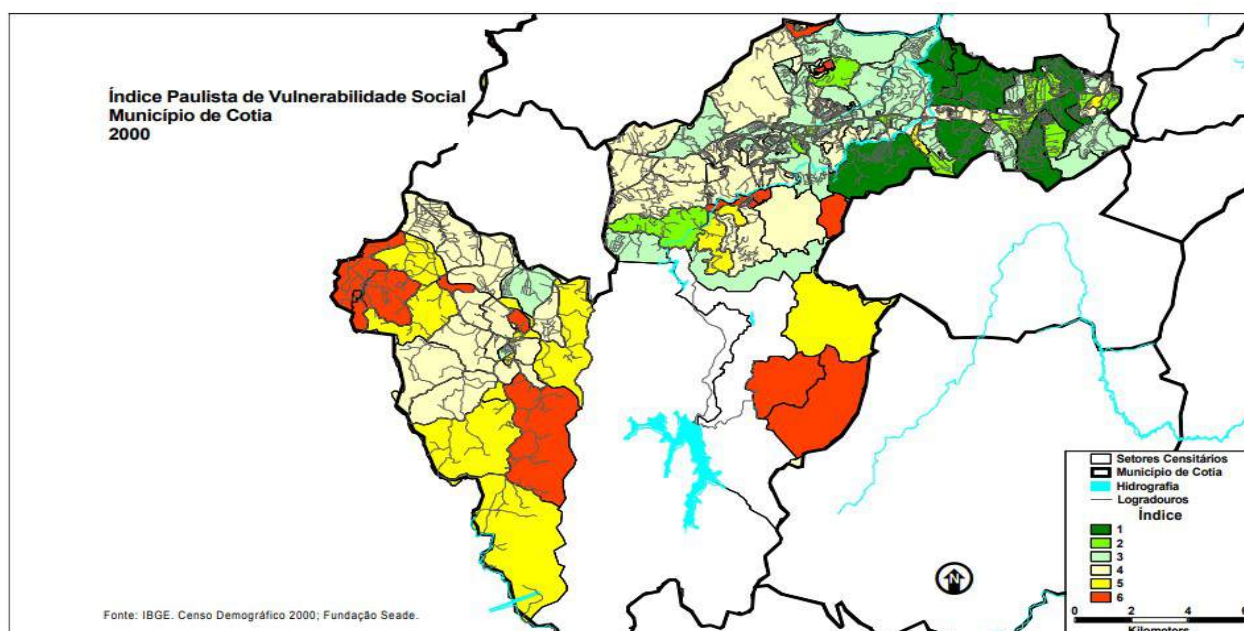 Índice Paulista de Vulnerabilidade Social
Município de Cotia
2000
Setores Censitários
Município de Cotia
Hidrografia
Logradouros
Índice
1
2
3
4
5
6
N
0 2 4 6
Kilometers
Fonte: IBGE. Censo Demográfico 2000; Fundação Seade.